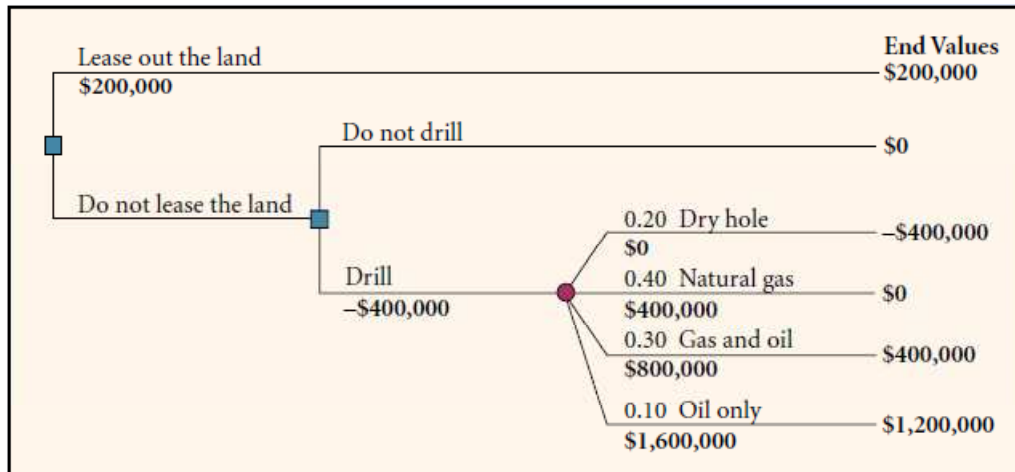 End Values
Lease out the land
$200,000
$200,000
Do not drill
$0
Do not lease the land
0.20 Dry hole
–$400,000
$0
Drill
0.40 Natural gas
$0
–$400,000
$400,000
0.30 Gas and oil
$400,000
$800,000
0.10 Oil only
$1,200,000
$1,600,000